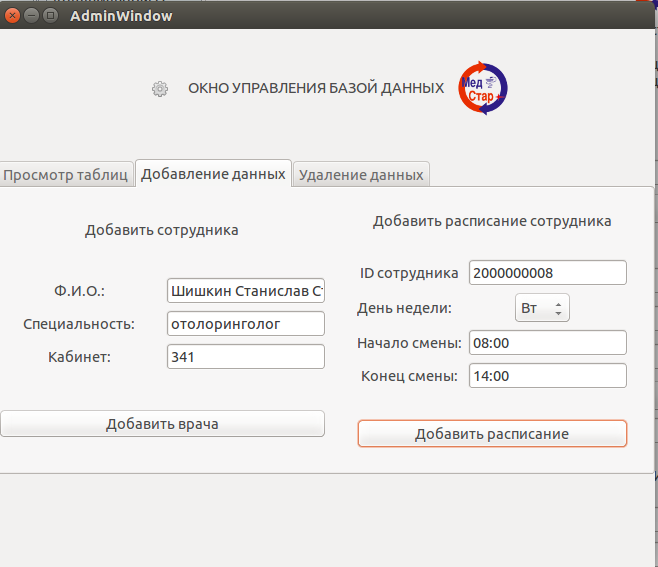 AdminWindow
ОКНО УПРАВЛЕНИЯ БАЗОЙ ДАННЫХ
Мед
Стар +
Просмотр таблиц
Добавление данных
Удаление данных
Добавить сотрудника
Ф.И.О.: Шишкин Станислав
Специальность: отолоринголог
Кабинет: 341
Добавить врача
Добавить расписание сотрудника
ID сотрудника 2000000008
День недели: Вт
Начало смены: 08:00
Конец смены: 14:00
Добавить расписание